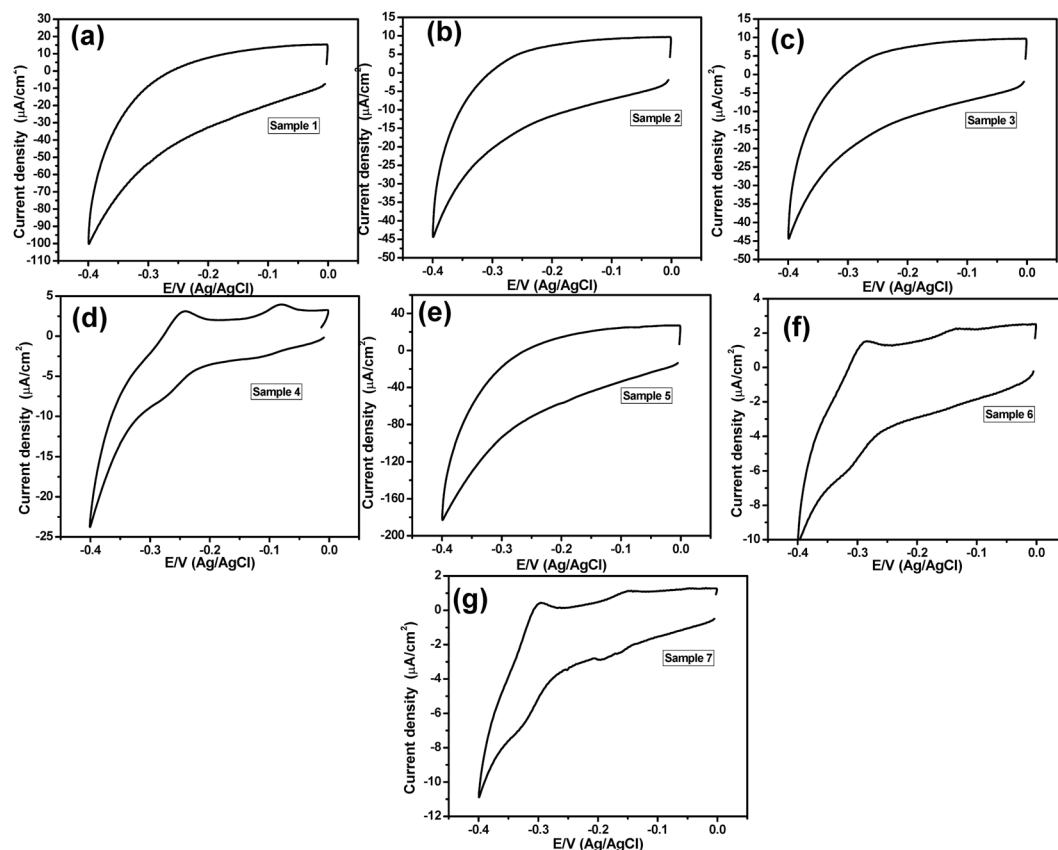 (a)
Current density (μA/cm²)
30
20
10
0
-10
-20
-30
-40
-50
-60
-70
-80
-90
-100
-110
Sample 1
-0.4 -0.3 -0.2 -0.1 0.0
E/V (Ag/AgCl)
(b)
Current density (μA/cm²)
15
10
5
0
-5
-10
-15
-20
-25
-30
-35
-40
-45
-50
Sample 2
-0.4 -0.3 -0.2 -0.1 0.0
E/V (Ag/AgCl)
(c)
Current density (μA/cm²)
15
10
5
0
-5
-10
-15
-20
-25
-30
-35
-40
-45
-50
Sample 3
-0.4 -0.3 -0.2 -0.1 0.0
E/V (Ag/AgCl)
(d)
Current density (μA/cm²)
5
0
-5
-10
-15
-20
-25
Sample 4
-0.4 -0.3 -0.2 -0.1 0.0
E/V (Ag/AgCl)
(e)
Current density (μA/cm²)
40
20
0
-20
-40
-60
-80
-100
-120
-140
-160
-180
-200
Sample 5
-0.4 -0.3 -0.2 -0.1 0.0
E/V (Ag/AgCl)
(f)
Current density (μA/cm²)
4
2
0
-2
-4
-6
-8
-10
Sample 6
-0.4 -0.3 -0.2 -0.1 0.0
E/V (Ag/AgCl)
(g)
Current density (μA/cm²)
2
0
-2
-4
-6
-8
-10
-12
Sample 7
-0.4 -0.3 -0.2 -0.1 0.0
E/V (Ag/AgCl)